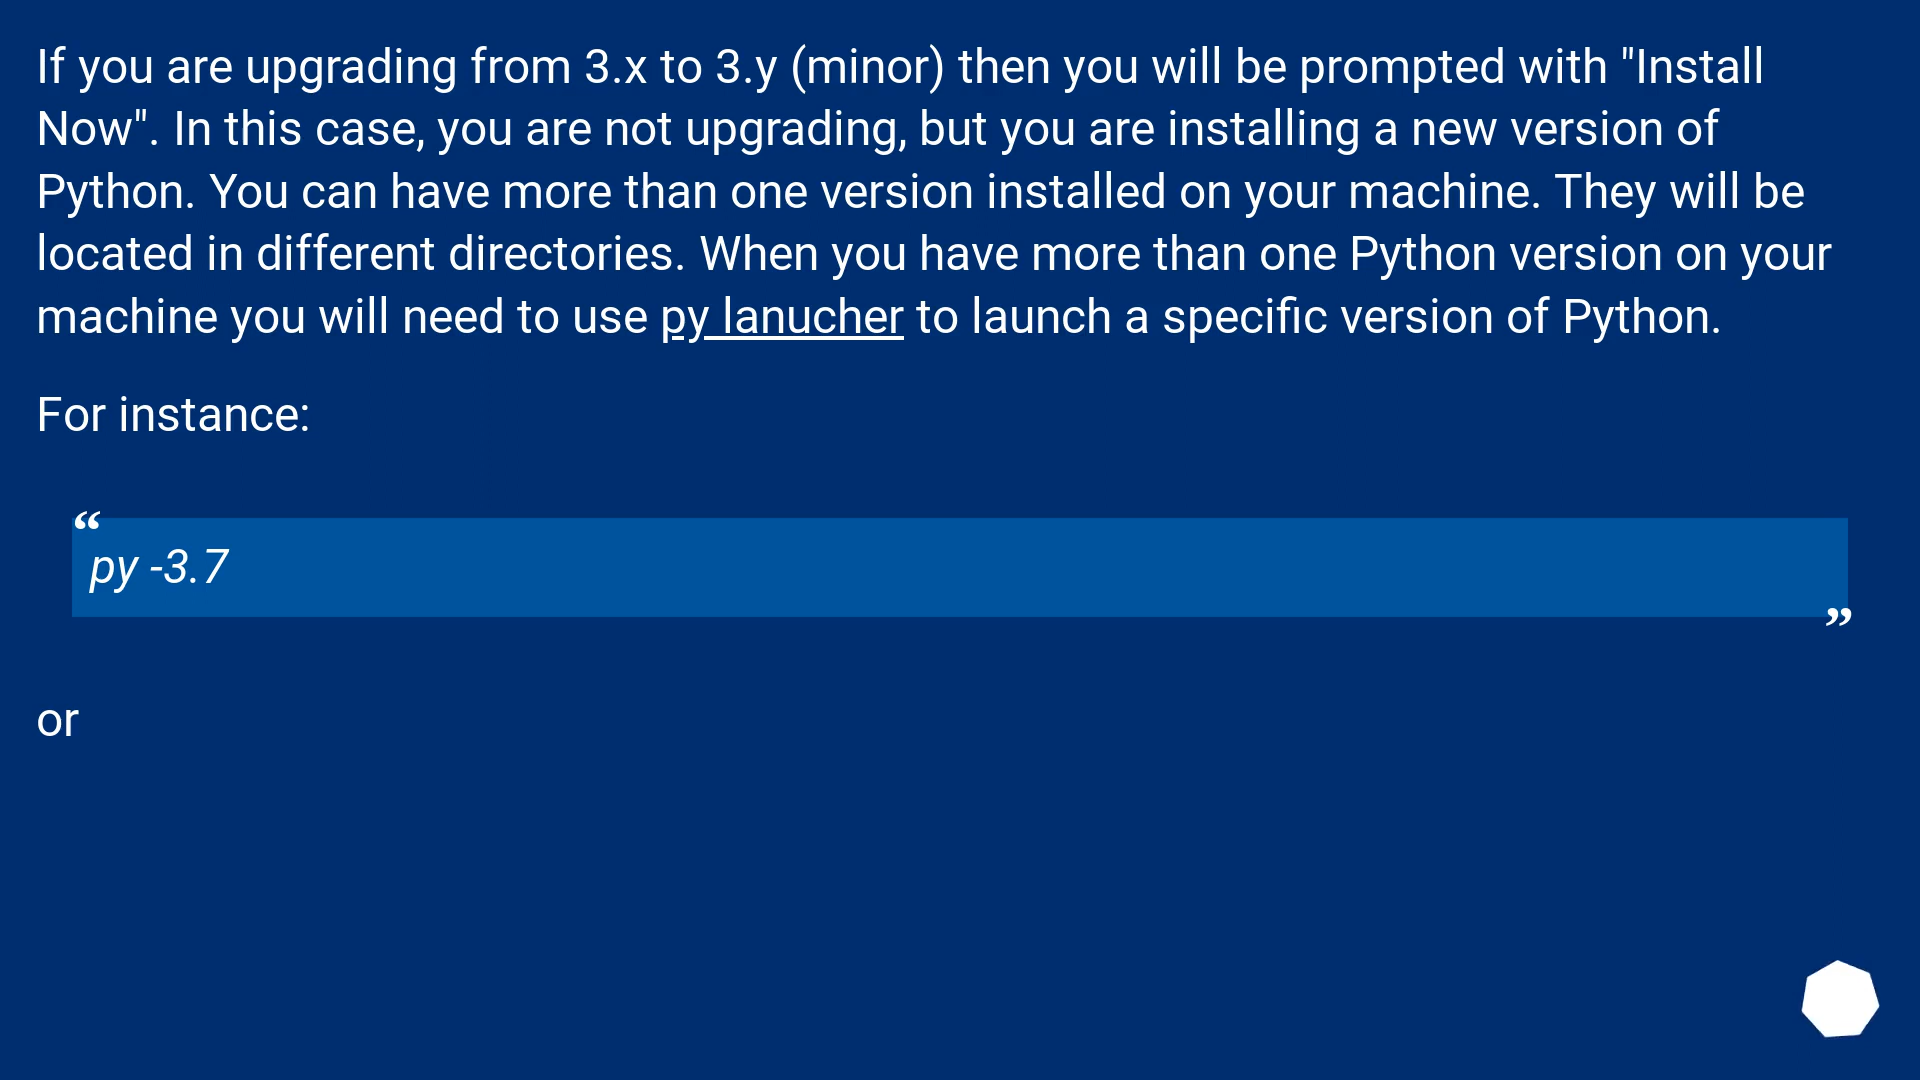 If you are upgrading from 3.x to 3.y (minor) then you will be prompted with "Install
Now". In this case, you are not upgrading, but you are installing a new version of
Python. You can have more than one version installed on your machine. They will be
located in different directories. When you have more than one Python version on your
machine you will need to use py lanucher to launch a specific version of Python.
For instance:
“
py -3.7
”
or